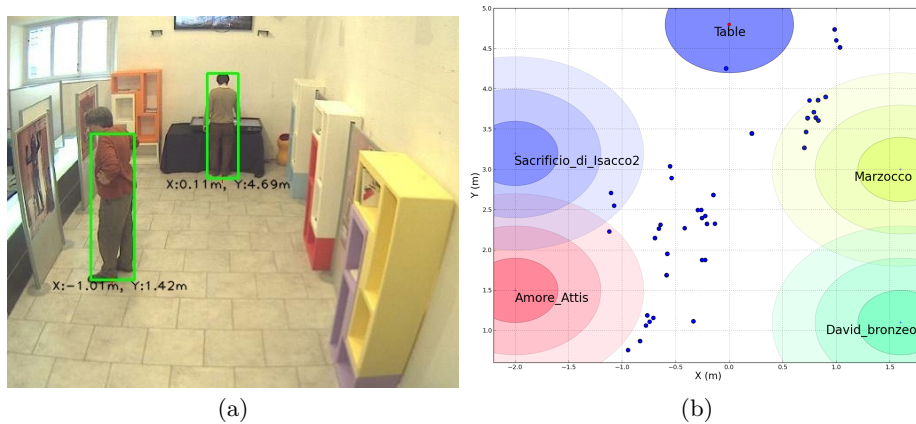 X:0.11m, Y:4.69m
X:-1.01m, Y:1.42m
(a)
5.0
4.5
4.0
3.5
3.0
2.5
2.0
1.5
1.0
Y (m)
Table
Sacrificio_di_Isacco2
Marzocco
Amore_Attis
David_bronzeo
−2.0 −1.5 −1.0 −0.5 0.0 0.5 1.0 1.5
X (m)
(b)